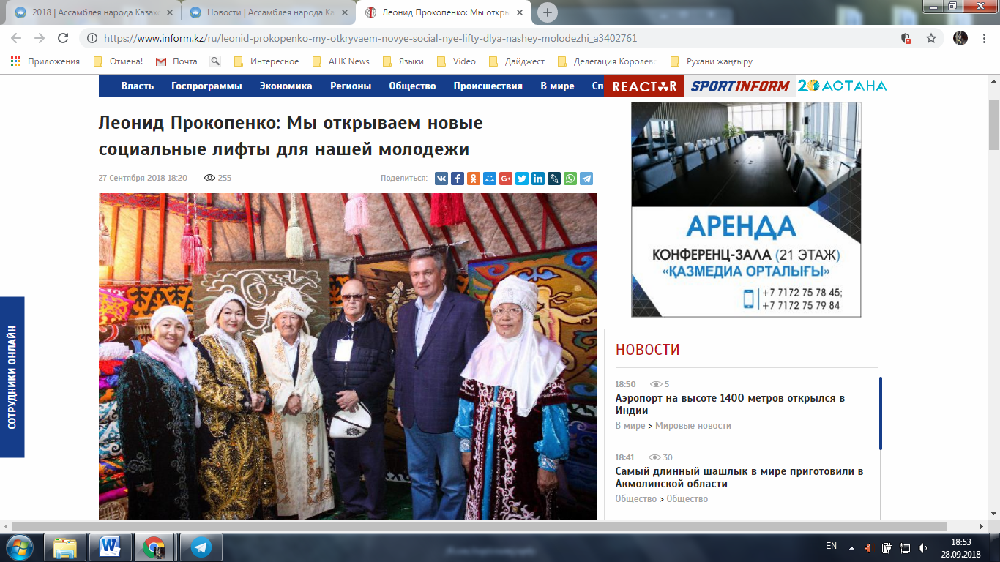 2018 | Ассамблея народа Казахс
Новости | Ассамблея народа Ка
Леонид Прокопенко: Мы откры
https://www.inform.kz/ru/leonid-prokopenko-my-otkryvaem-novye-social-nye-lifty-dlya-nashey-molodezhi_a3402761
Приложения
Отмена!
Почта
Интересное
АНК News
Языки
Video
Дайджест
Делегация Королевс
Рухани жаңғыру
Власть
Госпрограммы
Экономика
Регионы
Общество
Происшествия
В мире
Сп
REACTOR
SPORTINFORM
20 АСТАНА
Леонид Прокопенко: Мы открываем новые
социальные лифты для нашей молодежи
27 Сентября 2018 18:20
255
Поделиться:
АРЕНДА
КОНФЕРЕНЦ-ЗАЛА (21 ЭТАЖ)
«ҚАЗМЕДИА ОРТАЛЫҒЫ»
+7 7172 75 78 45;
+7 7172 75 79 84
СОТРУДНИКИ ОНЛАЙН
НОВОСТИ
18:50
5
Аэропорт на высоте 1400 метров открылся в
Индии
В мире > Мировые новости
18:41
30
Самый длинный шашлык в мире приготовили в
Акмолинской области
Общество > Общество
EN
18:53
28.09.2018